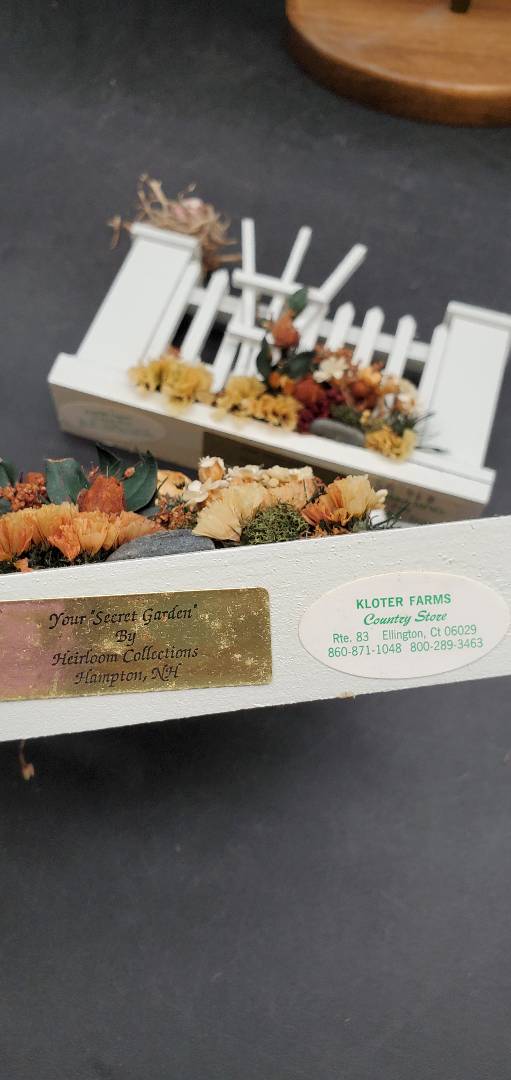 Your "Secret Garden"
By
Heirloom Collections
Hampton, NH
KLOTER FARMS
Country Store
Rte. 83 Ellington, Ct 06029
860-871-1048 800-289-3463